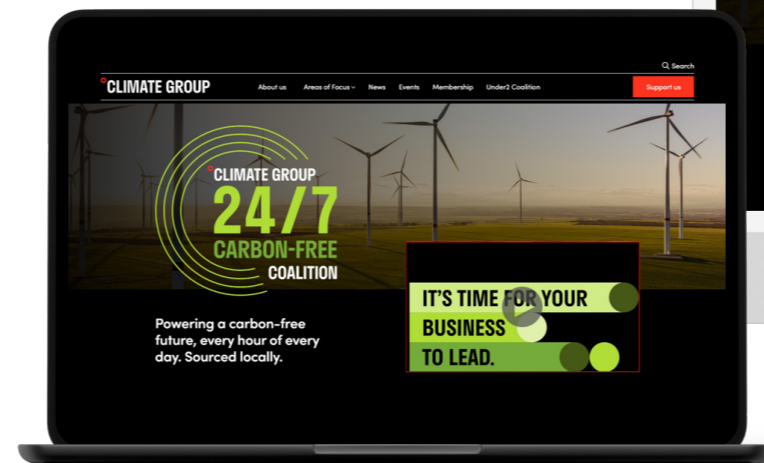 Search
°CLIMATE GROUP
About us Areas of Focus News Events Membership Under2 Coalition
Support us
°CLIMATE GROUP
24/7
CARBON-FREE
COALITION
Powering a carbon-free
future, every hour of every
day. Sourced locally.
IT'S TIME FOR YOUR
BUSINESS
TO LEAD.